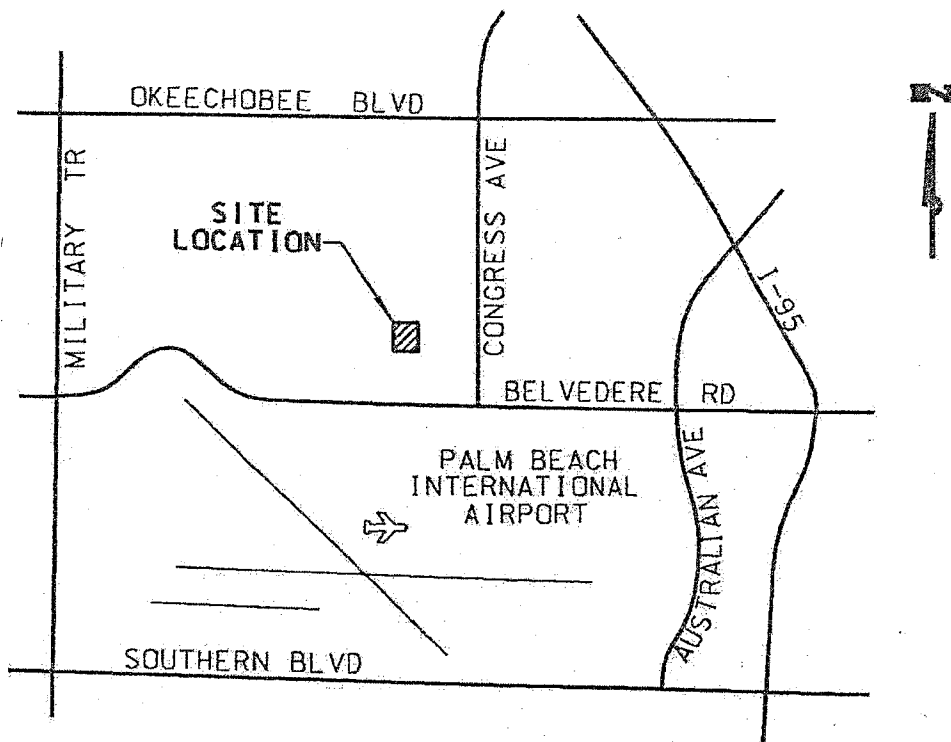 OKEECHOBEE BLVD
N
MILITARY TR
CONGRESS AVE
SITE
LOCATION
I-95
BELVEDERE RD
PALM BEACH
INTERNATIONAL
AIRPORT
AUSTRALIAN AVE
SOUTHERN BLVD